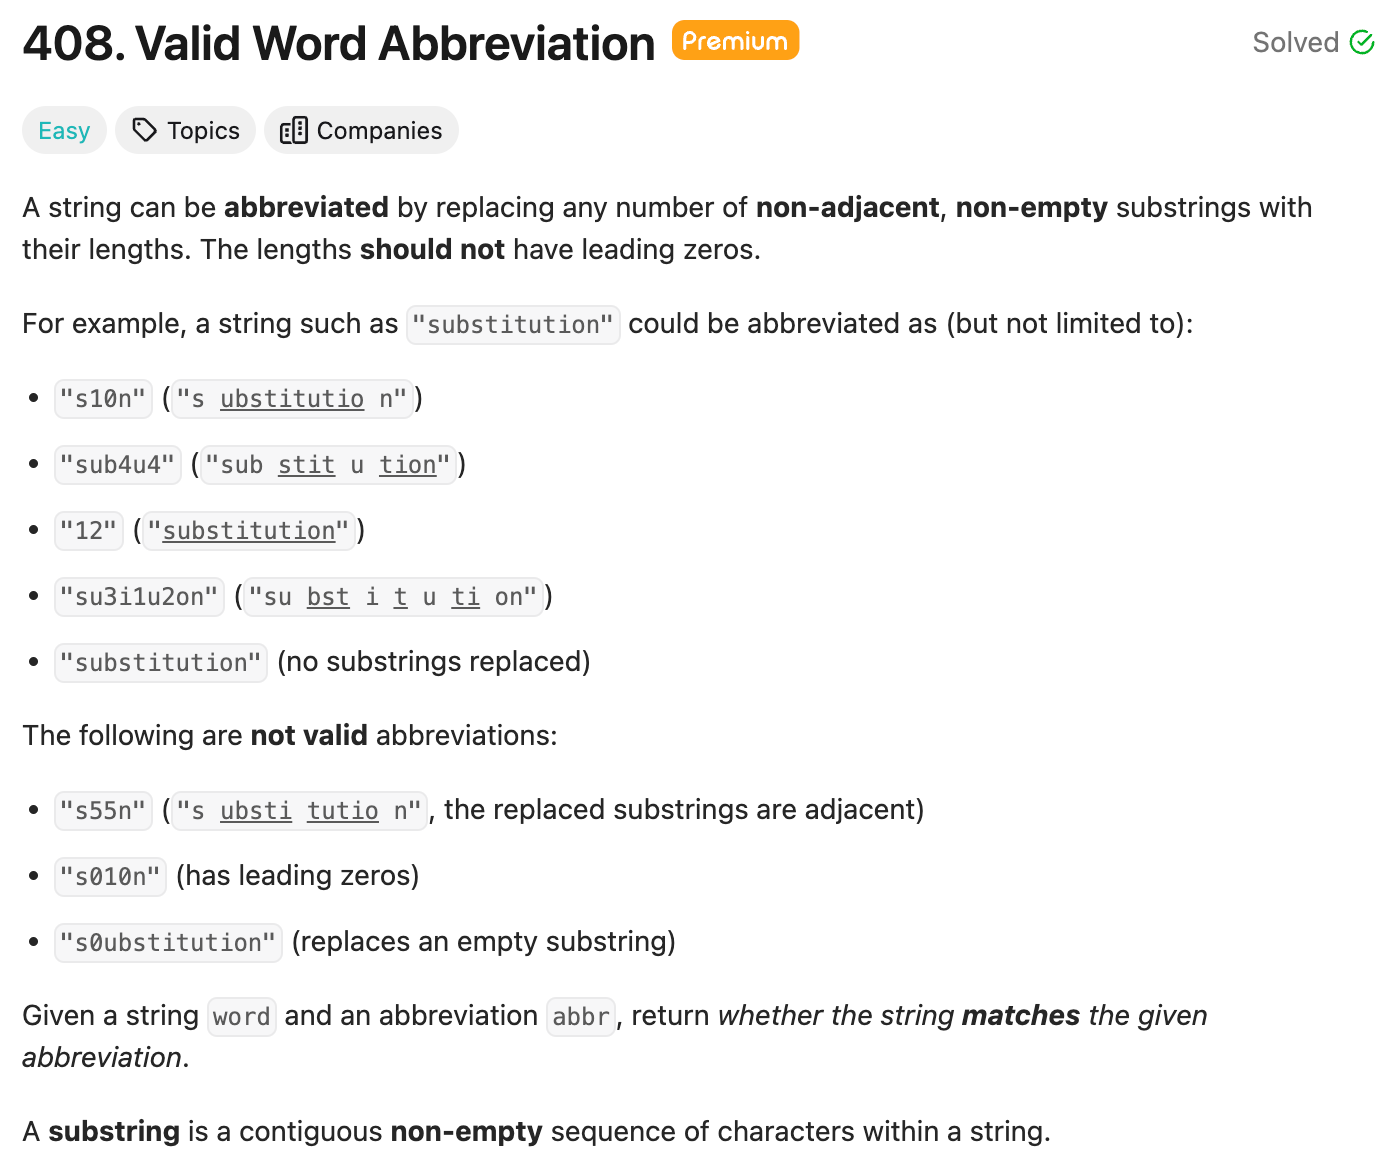 408. Valid Word Abbreviation Premium Solved
Easy Topics Companies
A string can be abbreviated by replacing any number of non-adjacent, non-empty substrings with
their lengths. The lengths should not have leading zeros.
For example, a string such as "substitution" could be abbreviated as (but not limited to):
• "s10n" ("s ubstitutio n")
• "sub4u4" ("sub stit u tion")
• "12" ("substitution")
• "su3i1u2on" ("su bst i t u ti on")
• "substitution" (no substrings replaced)
The following are not valid abbreviations:
• "s55n" ("s ubsti tutio n", the replaced substrings are adjacent)
• "s010n" (has leading zeros)
• "s0ubstitution" (replaces an empty substring)
Given a string word and an abbreviation abbr, return whether the string matches the given
abbreviation.
A substring is a contiguous non-empty sequence of characters within a string.